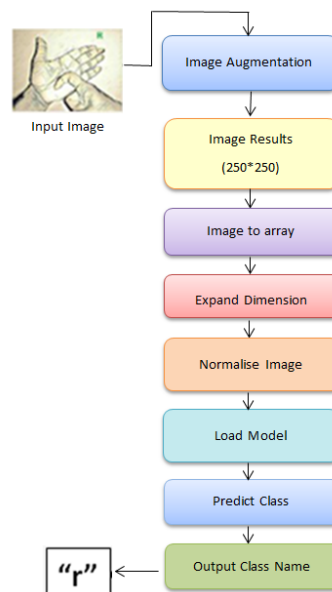 Input Image
Image Augmentation
Image Results
(250*250)
Image to array
Expand Dimension
Normalise Image
Load Model
Predict Class
Output Class Name
“r”